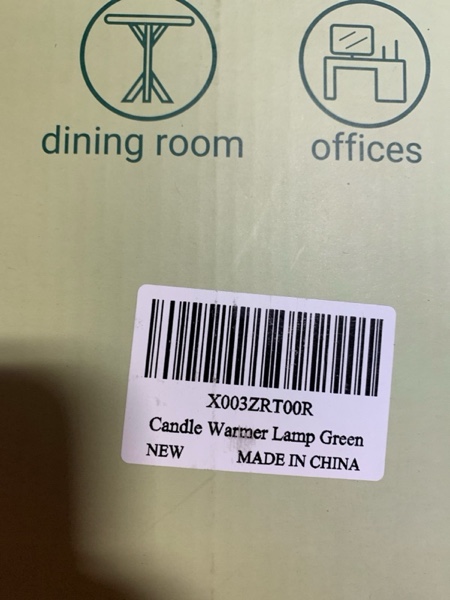 dining room offices
X003ZRT00R
Candle Warmer Lamp Green
NEW MADE IN CHINA